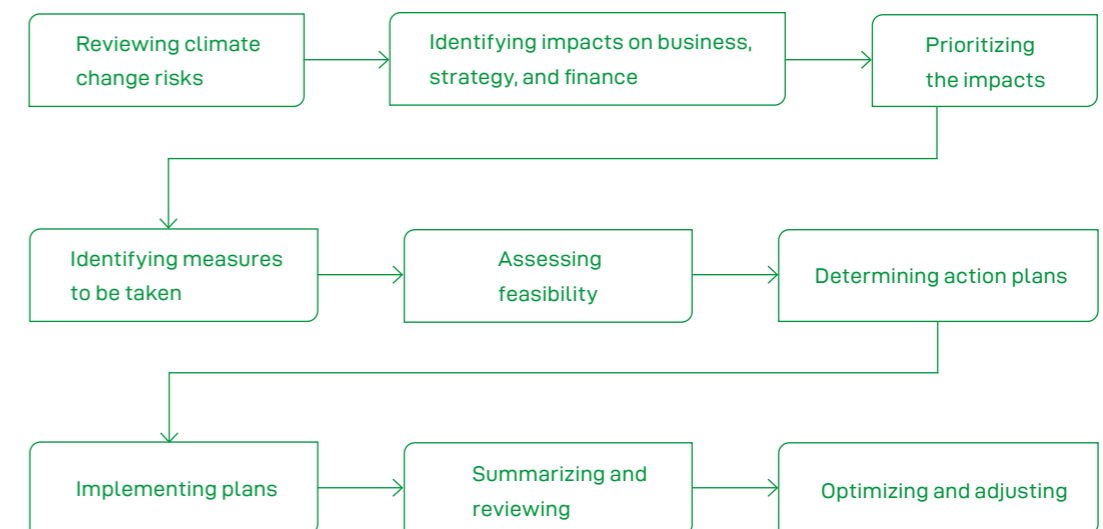 Reviewing climate
change risks
Identifying impacts on business,
strategy, and finance
Prioritizing
the impacts
Identifying measures
to be taken
Assessing
feasibility
Determining action plans
Implementing plans
Summarizing and
reviewing
Optimizing and adjusting